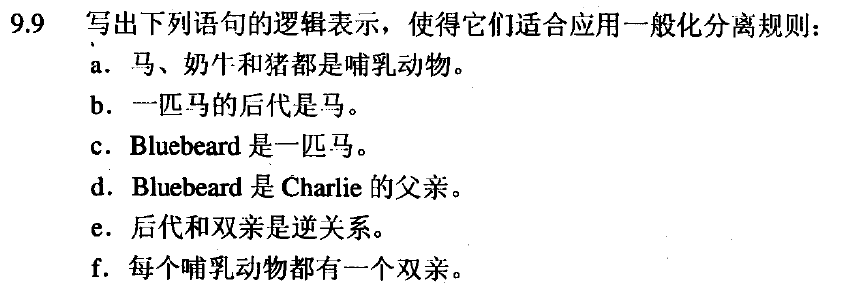 9.9 写出下列语句的逻辑表示，使得它们适合应用一般化分离规则：
a. 马、奶牛和猪都是哺乳动物。
b. 一匹马的后代是马。
c. Bluebeard 是一匹马。
d. Bluebeard 是 Charlie 的父亲。
e. 后代和双亲是逆关系。
f. 每个哺乳动物都有一个双亲。